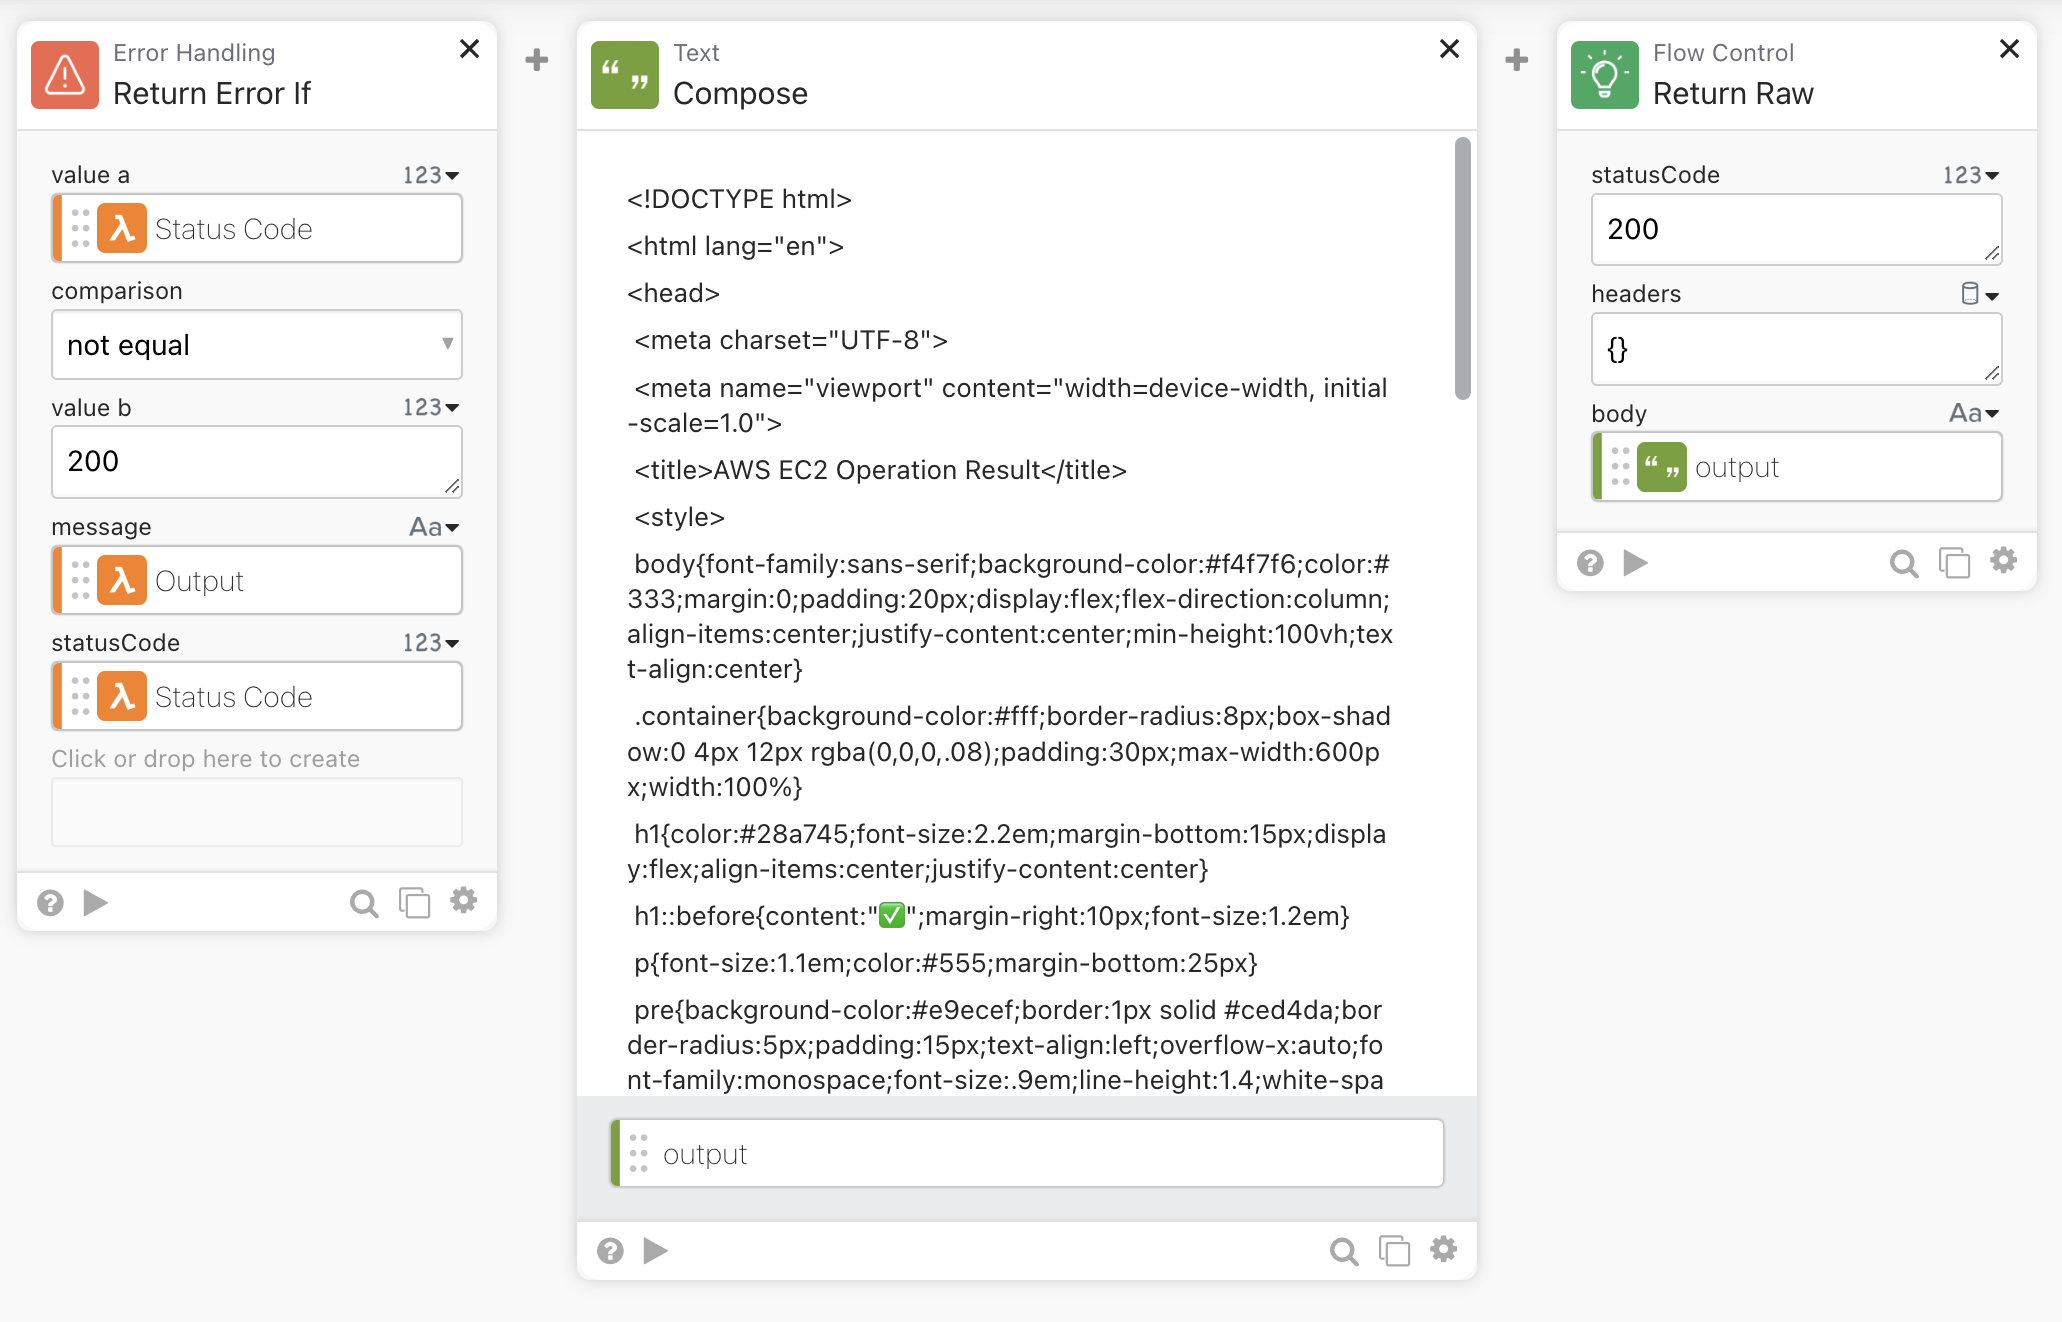 Error Handling
Return Error If
value a
123
Status Code
comparison
not equal
value b
123
200
message
Aa
Output
statusCode
123
Status Code
Click or drop here to create
Text
Compose
<!DOCTYPE html>
<html lang="en">
<head>
<meta charset="UTF-8">
<meta name="viewport" content="width=device-width, initial
-scale=1.0">
<title>AWS EC2 Operation Result</title>
<style>
body{font-family:sans-serif;background-color:#f4f7f6;color:#
333;margin:0;padding:20px;display:flex;flex-direction:column;
align-items:center;justify-content:center;min-height:100vh;tex
t-align:center}
.container{background-color:#fff;border-radius:8px;box-shad
ow:0 4px 12px rgba(0,0,0,.08);padding:30px;max-width:600p
x;width:100%}
h1{color:#28a745;font-size:2.2em;margin-bottom:15px;displa
y:flex;align-items:center;justify-content:center}
h1::before{content:"✅";margin-right:10px;font-size:1.2em}
p{font-size:1.1em;color:#555;margin-bottom:25px}
pre{background-color:#e9ecef;border:1px solid #ced4da;bor
der-radius:5px;padding:15px;text-align:left;overflow-x:auto;fo
nt-family:monospace;font-size:.9em;line-height:1.4;white-spa
output
Flow Control
Return Raw
statusCode
123
200
headers
{}
body
Aa
output